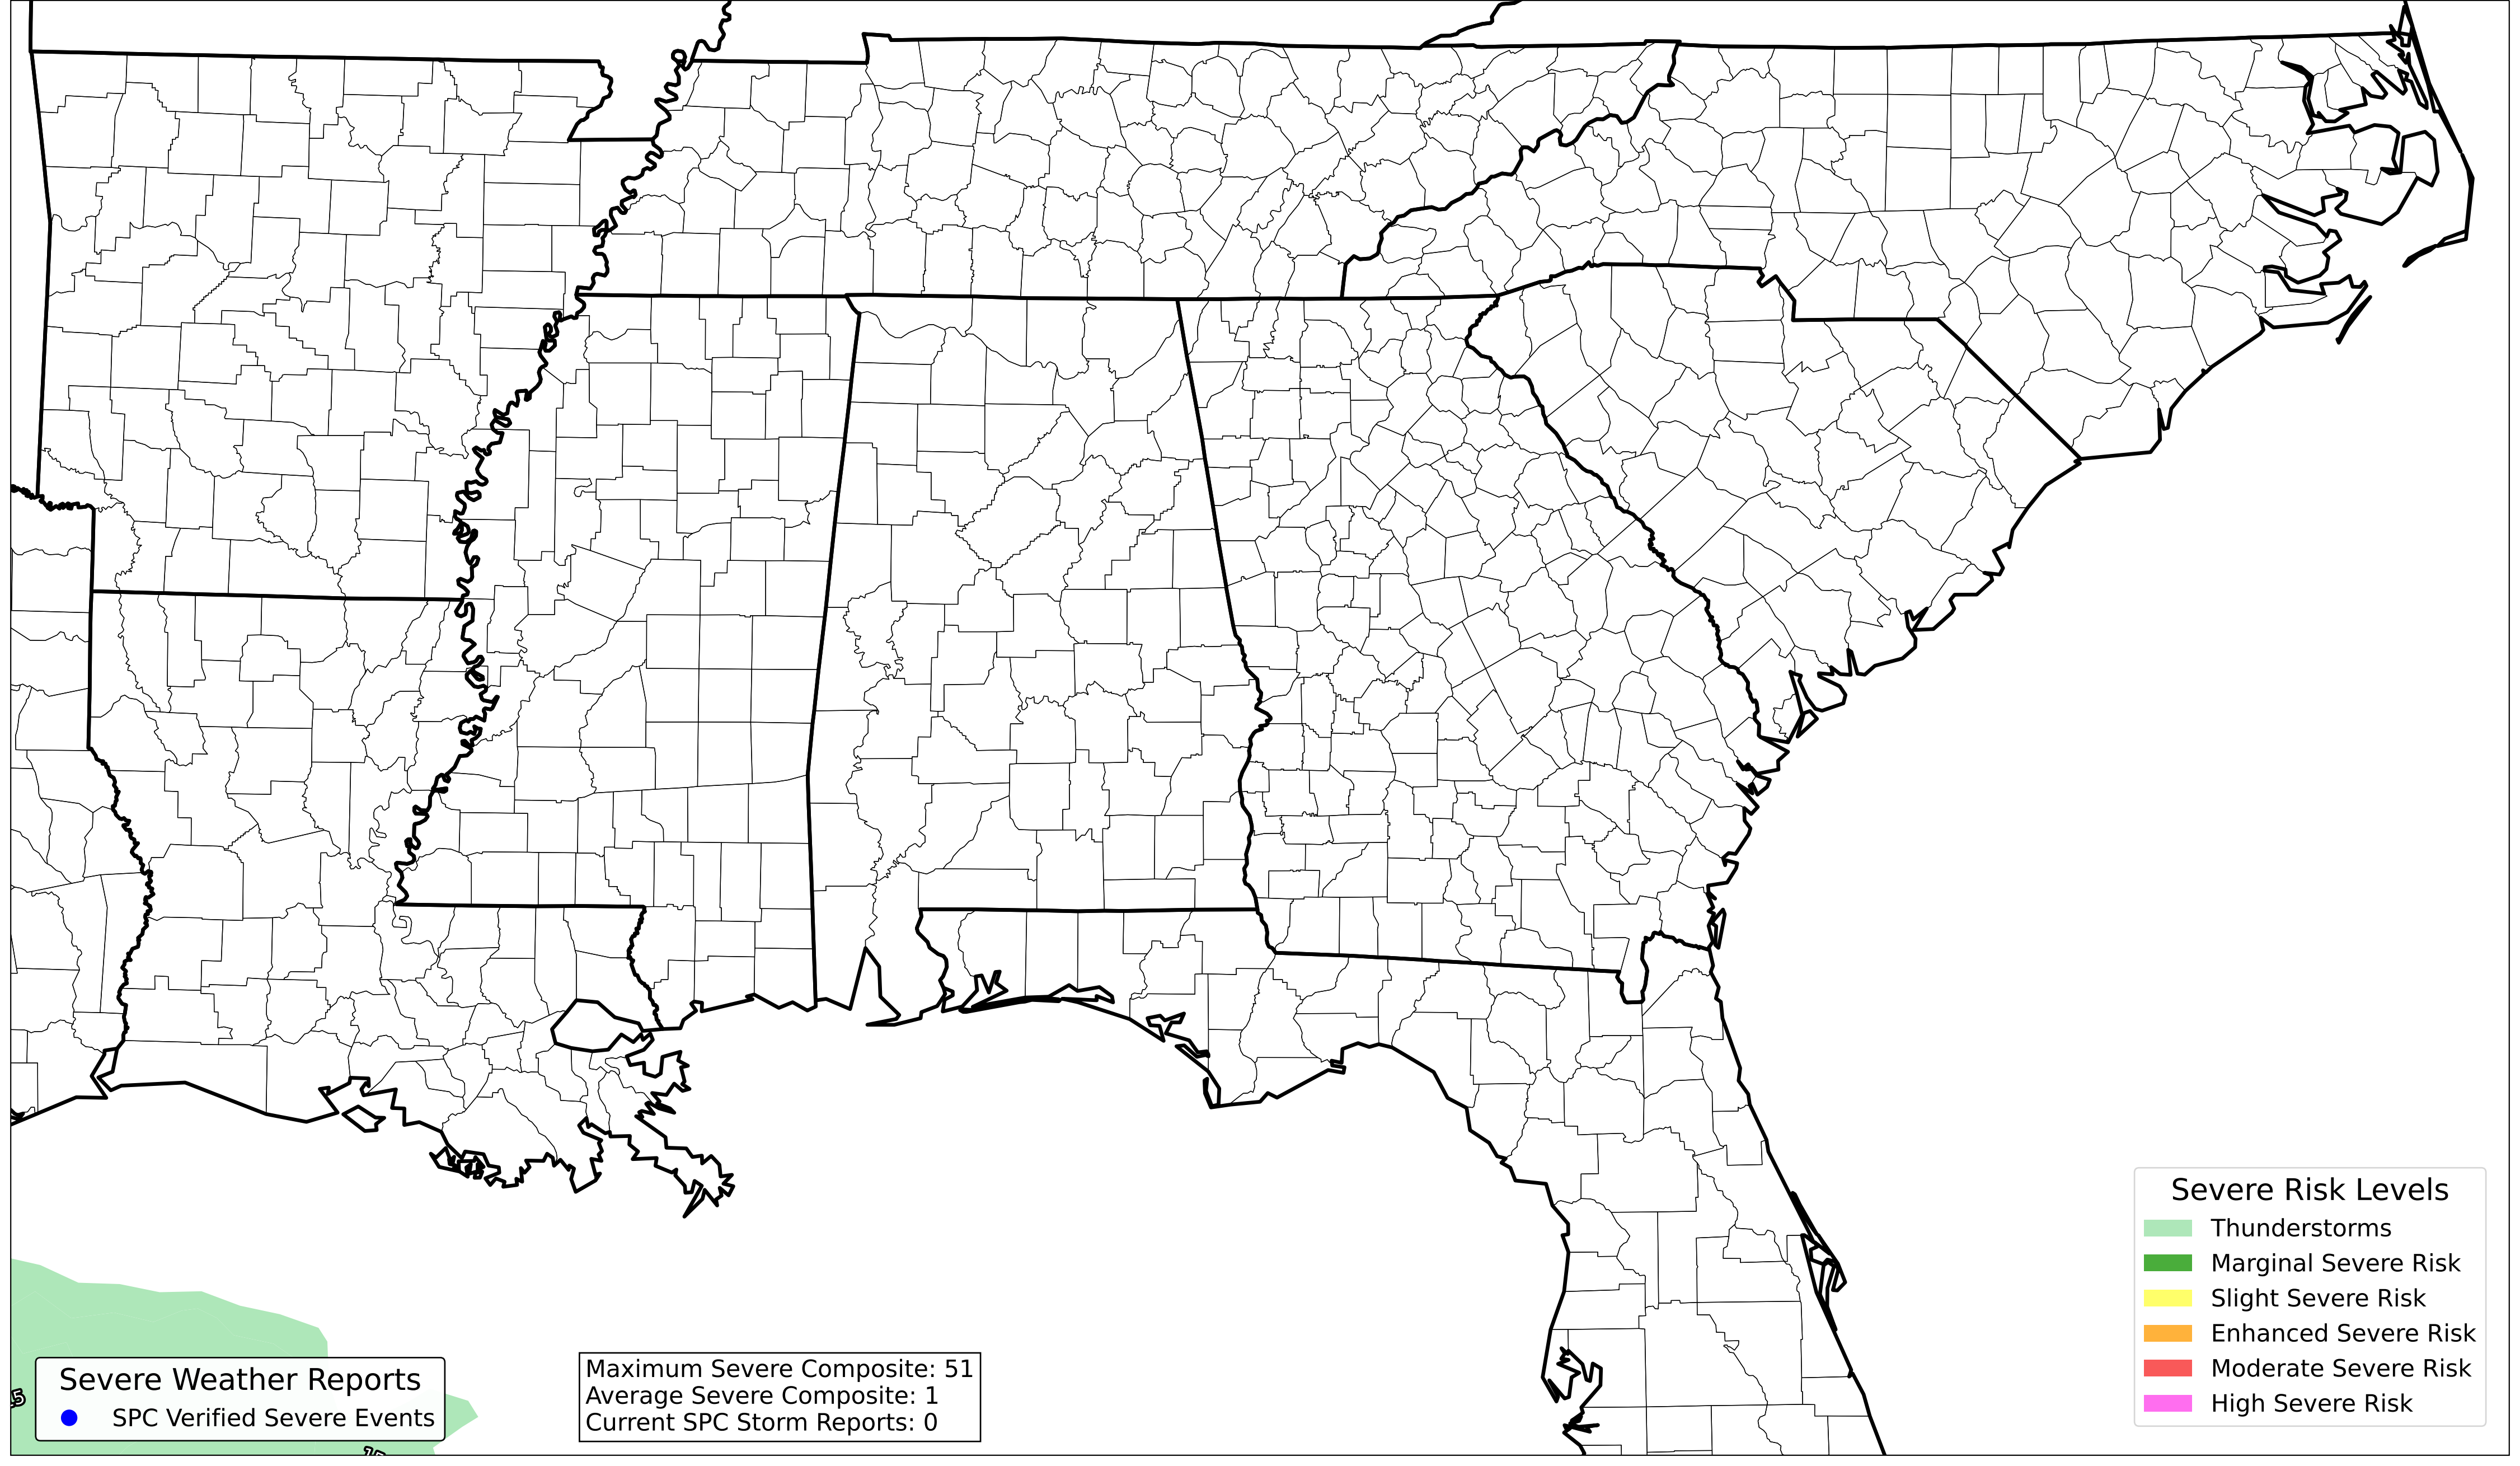 Severe Risk Levels
Thunderstorms
Marginal Severe Risk
Slight Severe Risk
Enhanced Severe Risk
Moderate Severe Risk
High Severe Risk
Severe Weather Reports
SPC Verified Severe Events
Maximum Severe Composite: 51
Average Severe Composite: 1
Current SPC Storm Reports: 0